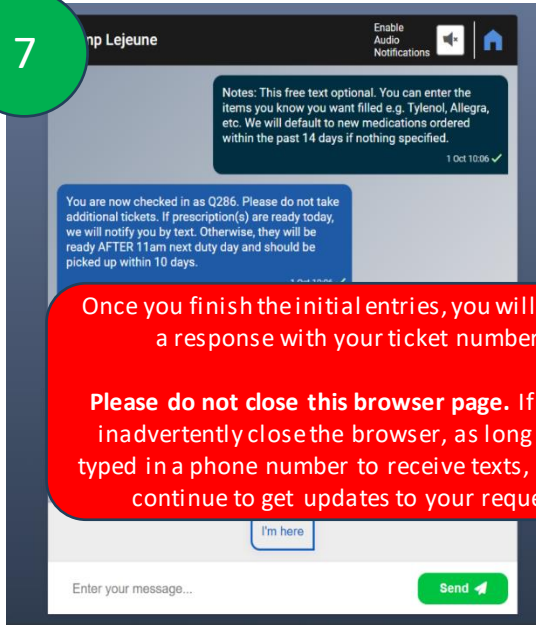 7
mp Lejeune
Enable
Audio
Notifications
Notes: This free text optional. You can enter the
items you know you want filled e.g. Tylenol, Allegra,
etc. We will default to new medications ordered
within the past 14 days if nothing specified.
1 Oct 10:06
You are now checked in as Q286. Please do not take
additional tickets. If prescription(s) are ready today,
we will notify you by text. Otherwise, they will be
ready AFTER 11am next duty day and should be
picked up within 10 days.
Once you finish the initial entries, you will
a response with your ticket number
Please do not close this browser page. If
inadvertently close the browser, as long
typed in a phone number to receive texts,
continue to get updates to your reque
I'm here
Enter your message...
Send